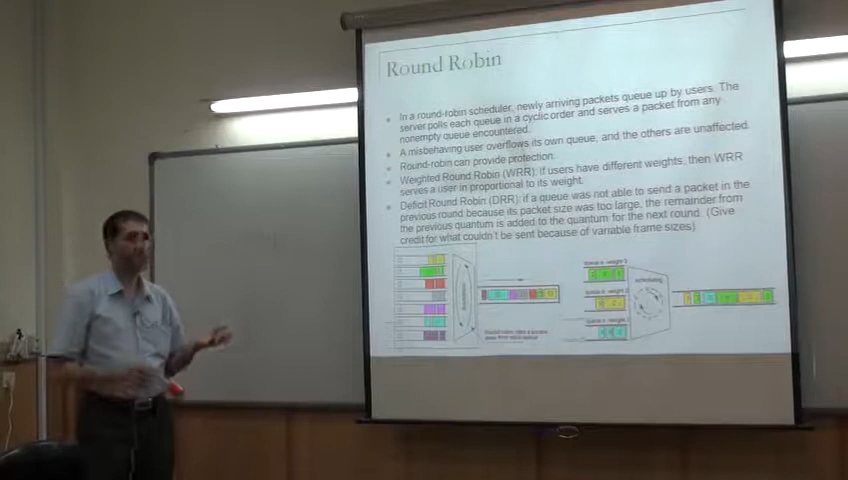 Round Robin
In a round-robin scheduler, newly arriving packets queue up by users. The
server polls each queue in a cyclic order and serves a packet from any
nonempty queue encountered.
A misbehaving user overflows its own queue, and the others are unaffected.
Round-robin can provide protection.
Weighted Round Robin (WRR): if users have different weights, then WRR
serves a user in proportional to its weight.
Deficit Round Robin (DRR): if a queue was not able to send a packet in the
previous round because its packet size was too large, the remainder from
the previous quantum is added to the quantum for the next round. (Give
credit for what couldn't be sent because of variable frame sizes)
scheduling